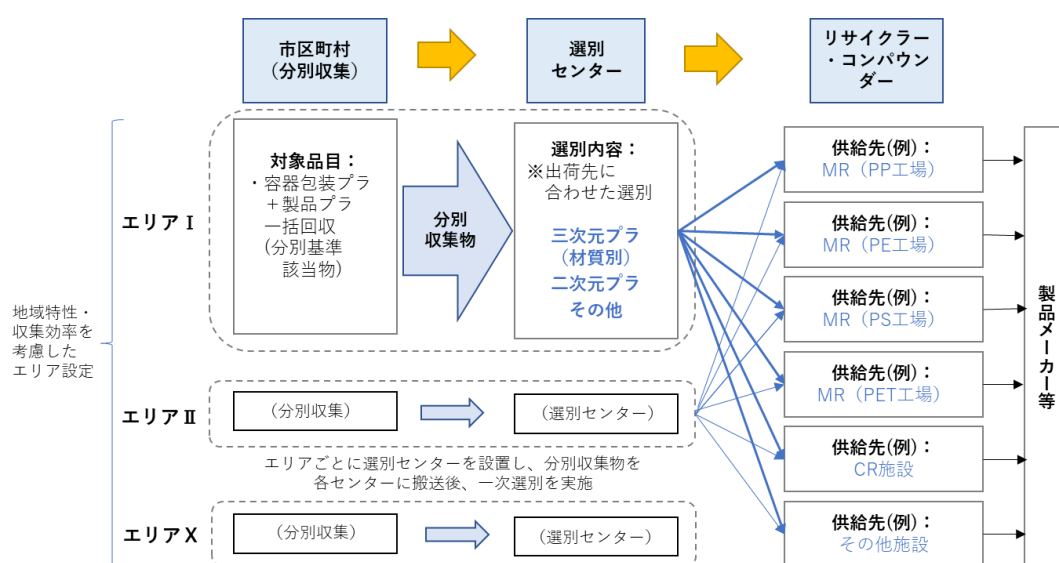 市区町村
（分別収集）
選別
センター
リサイクラー
・コンパウン
ダー
エリアⅠ
対象品目：
・容器包装プラ
＋製品プラ
一括回収
(分別基準
該当物)
分別
収集物
選別内容：
※出荷先に
合わせた選別
三次元プラ
（材質別）
二次元プラ
その他
供給先(例)：
MR（PP工場）
供給先(例)：
MR（PE工場）
供給先(例)：
MR（PS工場）
供給先(例)：
MR（PET工場）
供給先(例)：
CR施設
供給先(例)：
その他施設
製品メーカー等
地域特性・
収集効率を
考慮した
エリア設定
エリアⅡ
（分別収集）
（選別センター）
エリアごとに選別センターを設置し、分別収集物を
各センターに搬送後、一次選別を実施
エリアⅩ
（分別収集）
（選別センター）